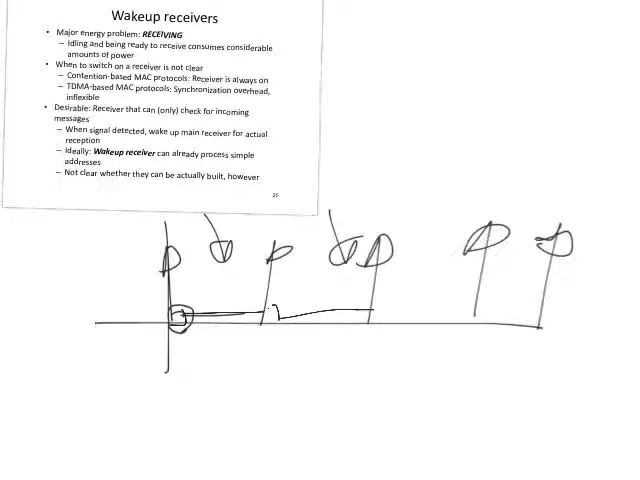 Wakeup receivers
• Major energy problem: RECEIVING
– Idling and being ready to receive consumes considerable
amounts of power
• When to switch on a receiver is not clear
– Contention-based MAC protocols: Receiver is always on
– TDMA-based MAC protocols: Synchronization overhead,
inflexible
• Desirable: Receiver that can (only) check for incoming
messages
– When signal detected, wake up main receiver for actual
reception
– Ideally: Wakeup receiver can already process simple
addresses
– Not clear whether they can be actually built, however